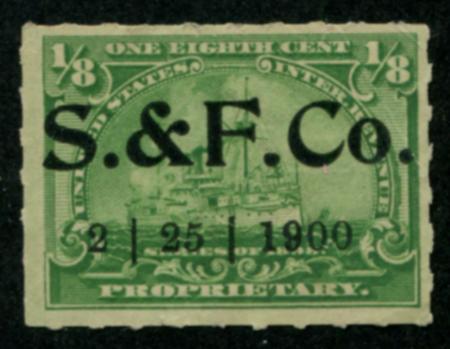 1/8 ONE EIGHTH CENT 1/8
UNITED STATES INTER. REVENUE
S.&F.Co.
2 | 25 | 1900
PROPRIETARY.